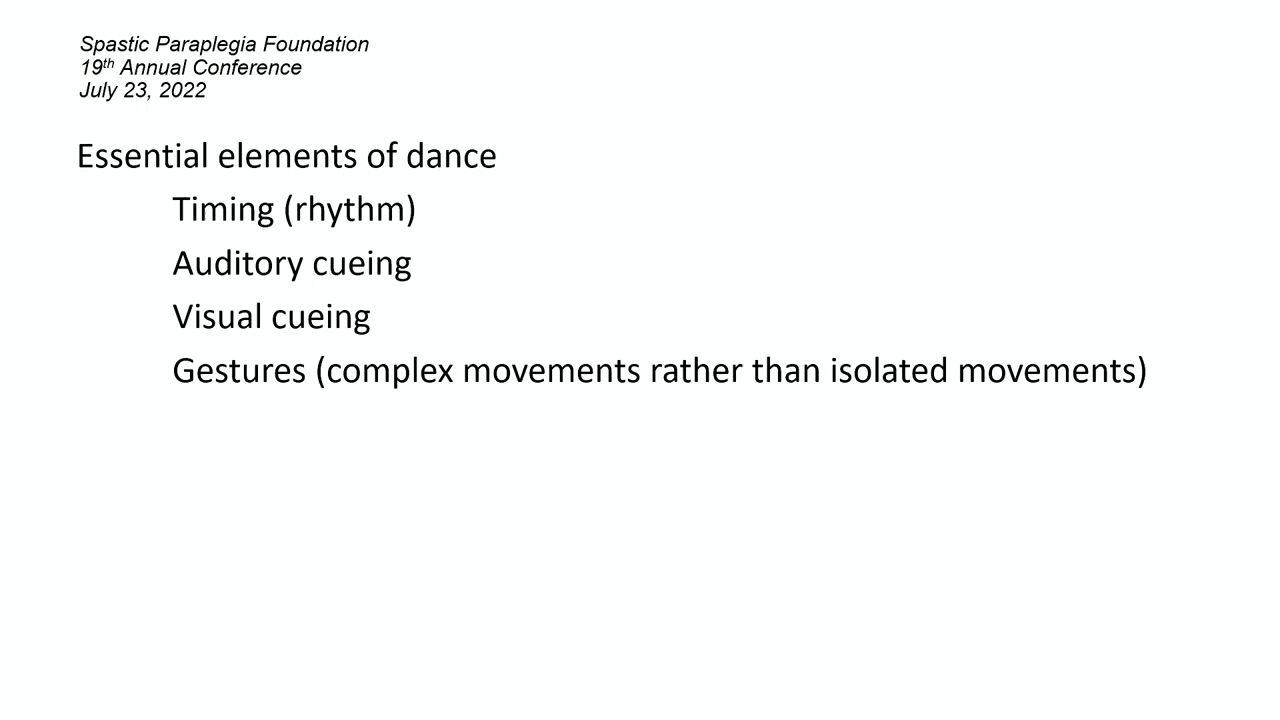 Spastic Paraplegia Foundation
19th Annual Conference
July 23, 2022
Essential elements of dance
Timing (rhythm)
Auditory cueing
Visual cueing
Gestures (complex movements rather than isolated movements)